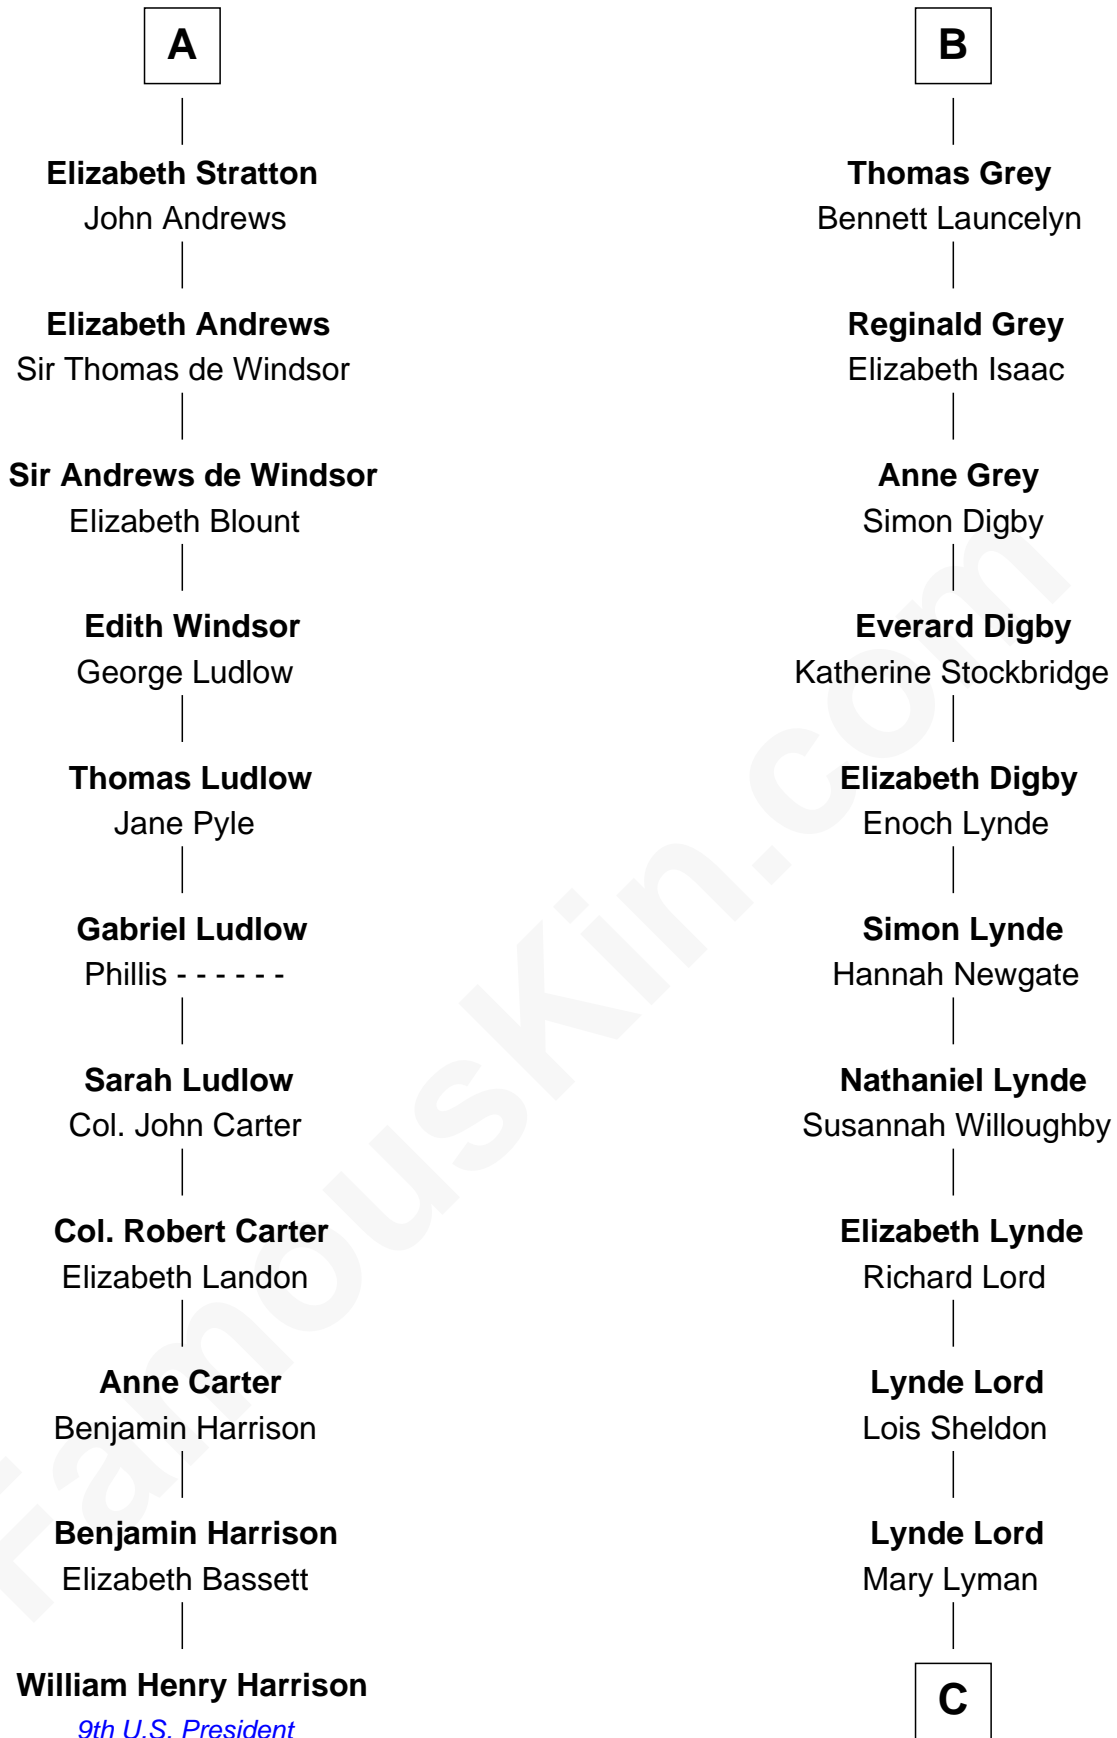 A
Elizabeth Stratton
John Andrews
Elizabeth Andrews
Sir Thomas de Windsor
Sir Andrews de Windsor
Elizabeth Blount
Edith Windsor
George Ludlow
Thomas Ludlow
Jane Pyle
Gabriel Ludlow
Phillis - - - - - -
Sarah Ludlow
Col. John Carter
Col. Robert Carter
Elizabeth Landon
Anne Carter
Benjamin Harrison
Benjamin Harrison
Elizabeth Bassett
William Henry Harrison
9th U.S. President
B
Thomas Grey
Bennett Launcelyn
Reginald Grey
Elizabeth Isaac
Anne Grey
Simon Digby
Everard Digby
Katherine Stockbridge
Elizabeth Digby
Enoch Lynde
Simon Lynde
Hannah Newgate
Nathaniel Lynde
Susannah Willoughby
Elizabeth Lynde
Richard Lord
Lynde Lord
Lois Sheldon
Lynde Lord
Mary Lyman
C
FamousKin.com